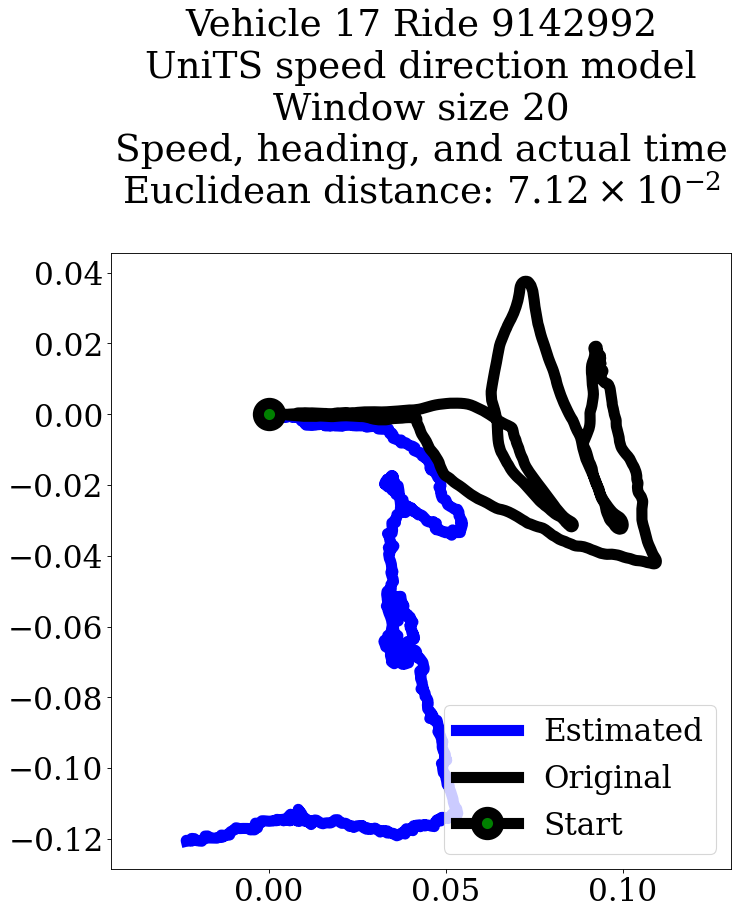 Vehicle 17 Ride 9142992
UniTS speed direction model
Window size 20
Speed, heading, and actual time
Euclidean distance: 7.12 × 10⁻²
0.04
0.02
0.00
−0.02
−0.04
−0.06
−0.08
−0.10
−0.12
Estimated
Original
Start
0.00 0.05 0.10